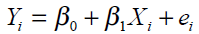 Yᵢ = β₀ + β₁Xᵢ + eᵢ